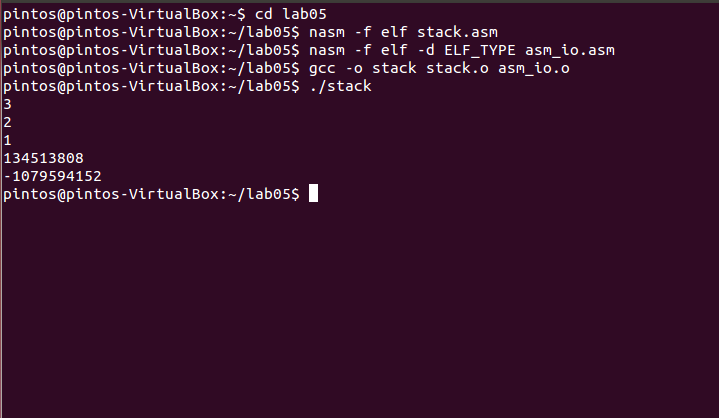 pintos@pintos-VirtualBox:~$ cd lab05
pintos@pintos-VirtualBox:~/lab05$ nasm -f elf stack.asm
pintos@pintos-VirtualBox:~/lab05$ nasm -f elf -d ELF_TYPE asm_io.asm
pintos@pintos-VirtualBox:~/lab05$ gcc -o stack stack.o asm_io.o
pintos@pintos-VirtualBox:~/lab05$ ./stack
3
2
1
134513808
-1079594152
pintos@pintos-VirtualBox:~/lab05$